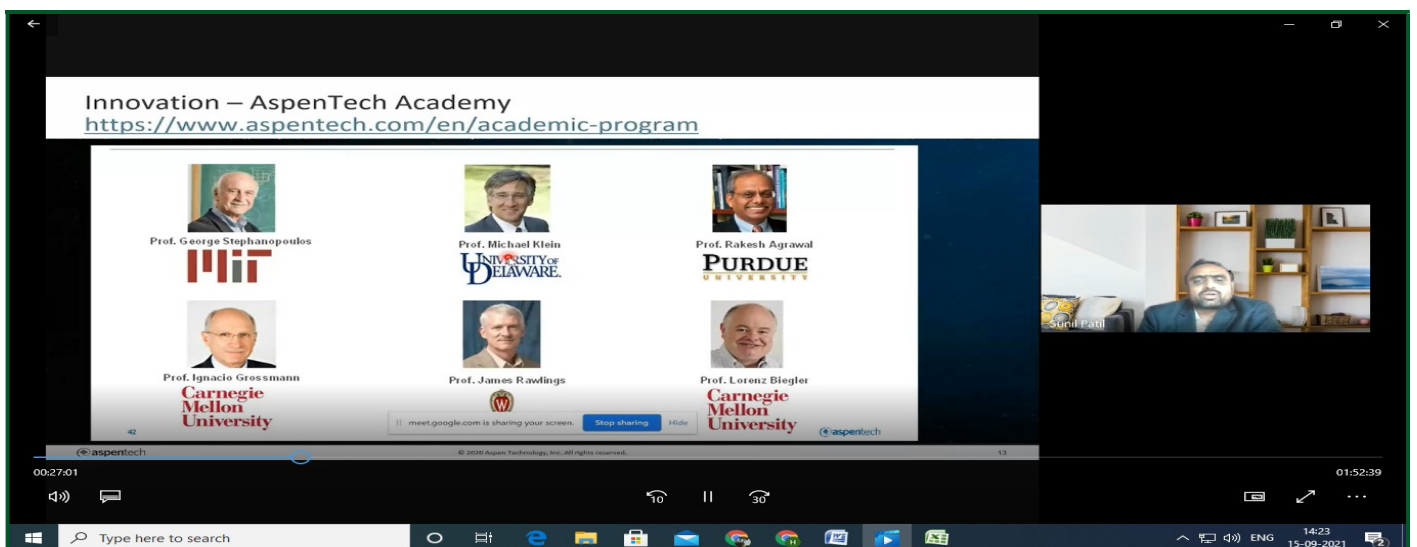 Innovation – AspenTech Academy
https://www.aspentech.com/en/academic-program
Prof. George Stephanopoulos
MIT
Prof. Michael Klein
UNIVERSITY OF
DELAWARE.
Prof. Rakesh Agrawal
PURDUE
UNIVERSITY
Prof. Ignacio Grossmann
Carnegie
Mellon
University
Prof. James Rawlings
W
Prof. Lorenz Biegler
Carnegie
Mellon
University
42
meet.google.com is sharing your screen.
Stop sharing
Hide
aspentech
aspentech
© 2020 Aspen Technology, Inc. All rights reserved.
13
Sunil Patil
00:27:01
01:52:39
10
30
Type here to search
ENG
14:23
15-09-2021
2